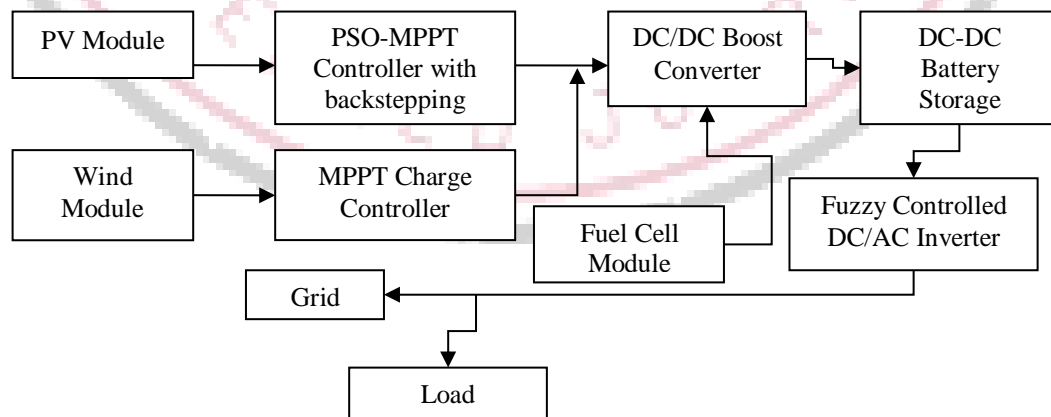 PV Module
PSO-MPPT
Controller with
backstepping
DC/DC Boost
Converter
DC-DC
Battery
Storage
Wind
Module
MPPT Charge
Controller
Fuel Cell
Module
Fuzzy Controlled
DC/AC Inverter
Grid
Load